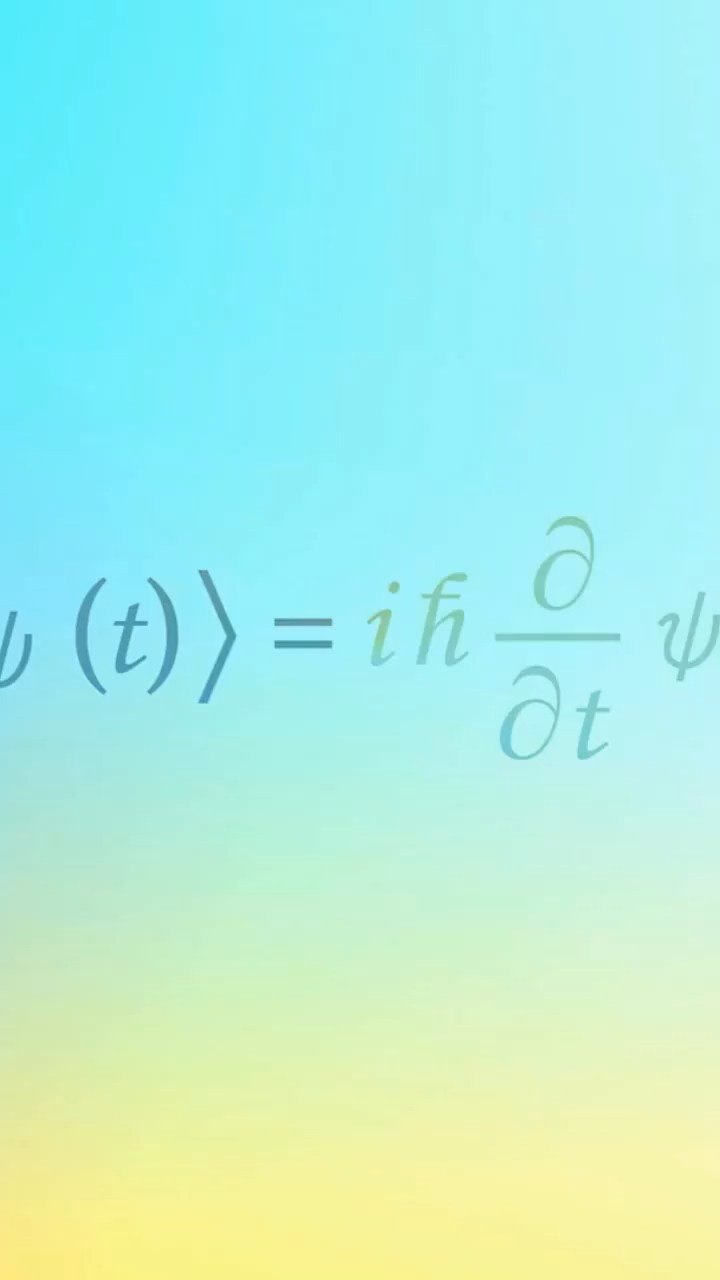 ψ (t)⟩ = iħ ∂/∂t ψ